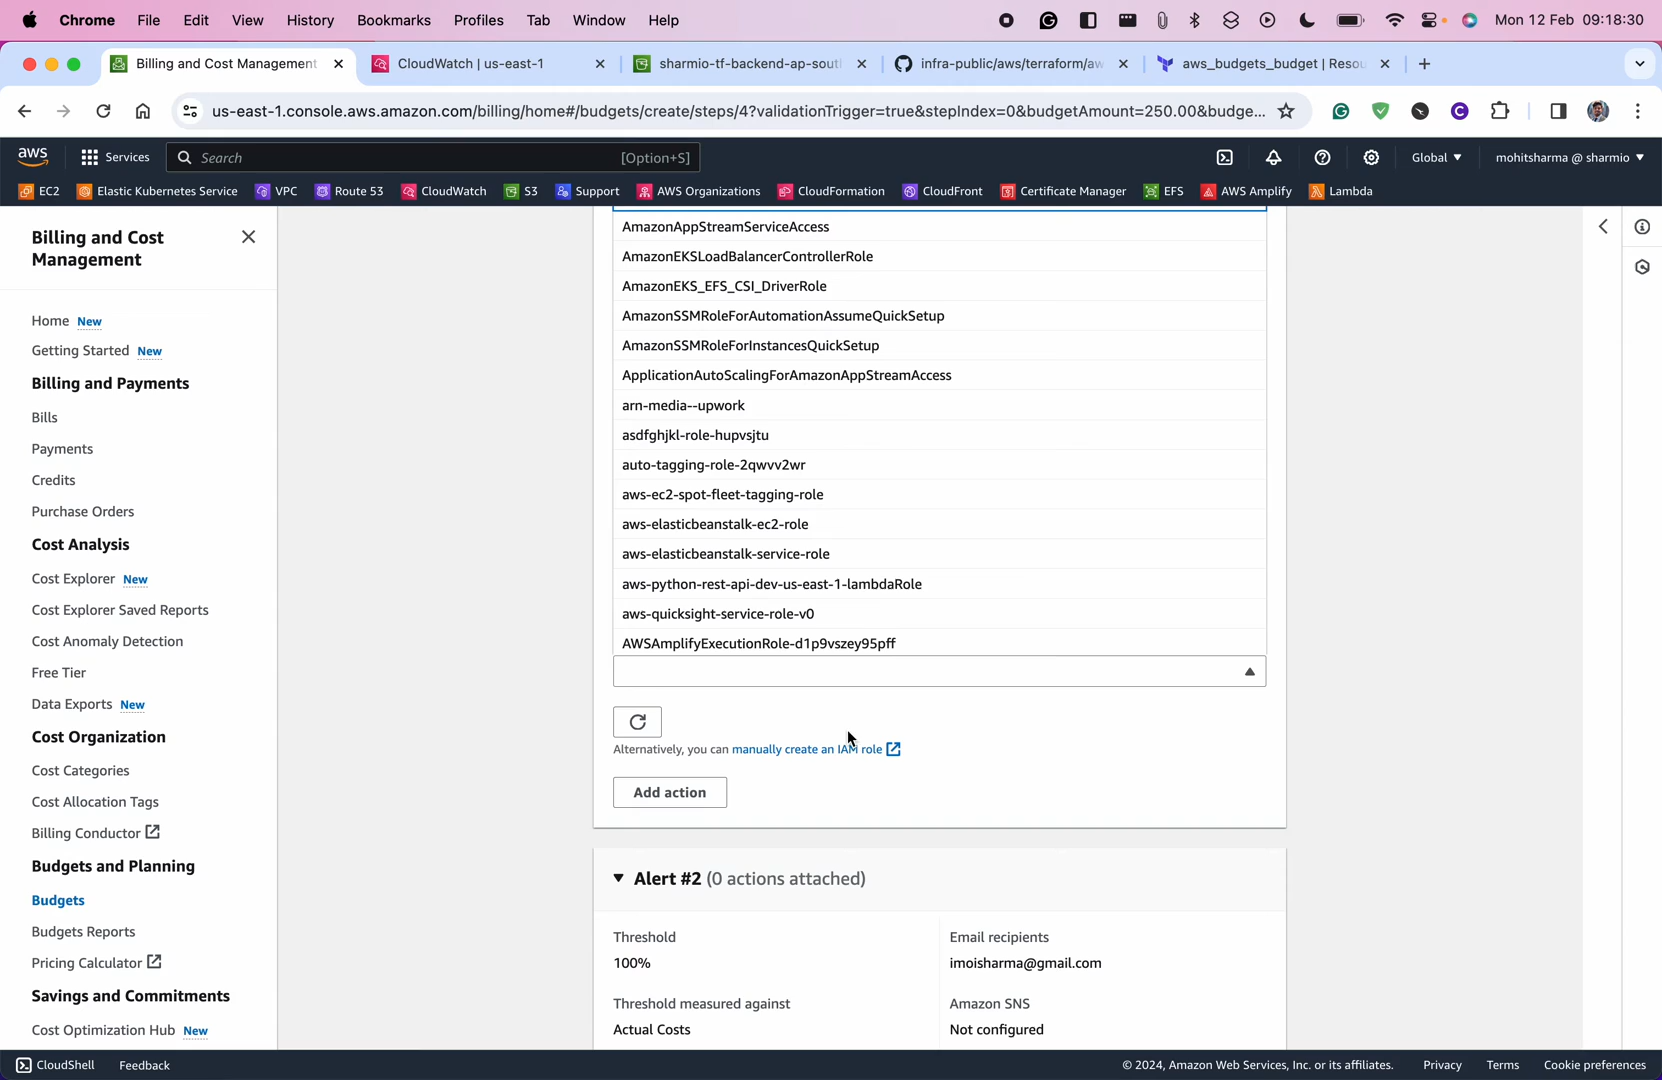 Chrome File Edit View History Bookmarks Profiles Tab Window Help Mon 12 Feb 09:18:30
Billing and Cost Management CloudWatch | us-east-1 sharmio-tf-backend-ap-sout infra-public/aws/terraform/aw aws_budgets_budget | Resou
us-east-1.console.aws.amazon.com/billing/home#/budgets/create/steps/4?validationTrigger=true&stepIndex=0&budgetAmount=250.00&budge...
aws Services Search [Option+S] Global mohitsharma @ sharmio
EC2 Elastic Kubernetes Service VPC Route 53 CloudWatch S3 Support AWS Organizations CloudFormation CloudFront Certificate Manager EFS AWS Amplify Lambda
Billing and Cost
Management
Home New
Getting Started New
Billing and Payments
Bills
Payments
Credits
Purchase Orders
Cost Analysis
Cost Explorer New
Cost Explorer Saved Reports
Cost Anomaly Detection
Free Tier
Data Exports New
Cost Organization
Cost Categories
Cost Allocation Tags
Billing Conductor
Budgets and Planning
Budgets
Budgets Reports
Pricing Calculator
Savings and Commitments
Cost Optimization Hub New
AmazonAppStreamServiceAccess
AmazonEKSLoadBalancerControllerRole
AmazonEKS_EFS_CSI_DriverRole
AmazonSSMRoleForAutomationAssumeQuickSetup
AmazonSSMRoleForInstancesQuickSetup
ApplicationAutoScalingForAmazonAppStreamAccess
arn-media--upwork
asdfghjkl-role-hupvsjtu
auto-tagging-role-2qwvv2wr
aws-ec2-spot-fleet-tagging-role
aws-elasticbeanstalk-ec2-role
aws-elasticbeanstalk-service-role
aws-python-rest-api-dev-us-east-1-lambdaRole
aws-quicksight-service-role-v0
AWSAmplifyExecutionRole-d1p9vszey95pff
Alternatively, you can manually create an IAM role
Add action
Alert #2 (0 actions attached)
Threshold
100%
Email recipients
imoisharma@gmail.com
Threshold measured against
Actual Costs
Amazon SNS
Not configured
CloudShell Feedback © 2024, Amazon Web Services, Inc. or its affiliates. Privacy Terms Cookie preferences